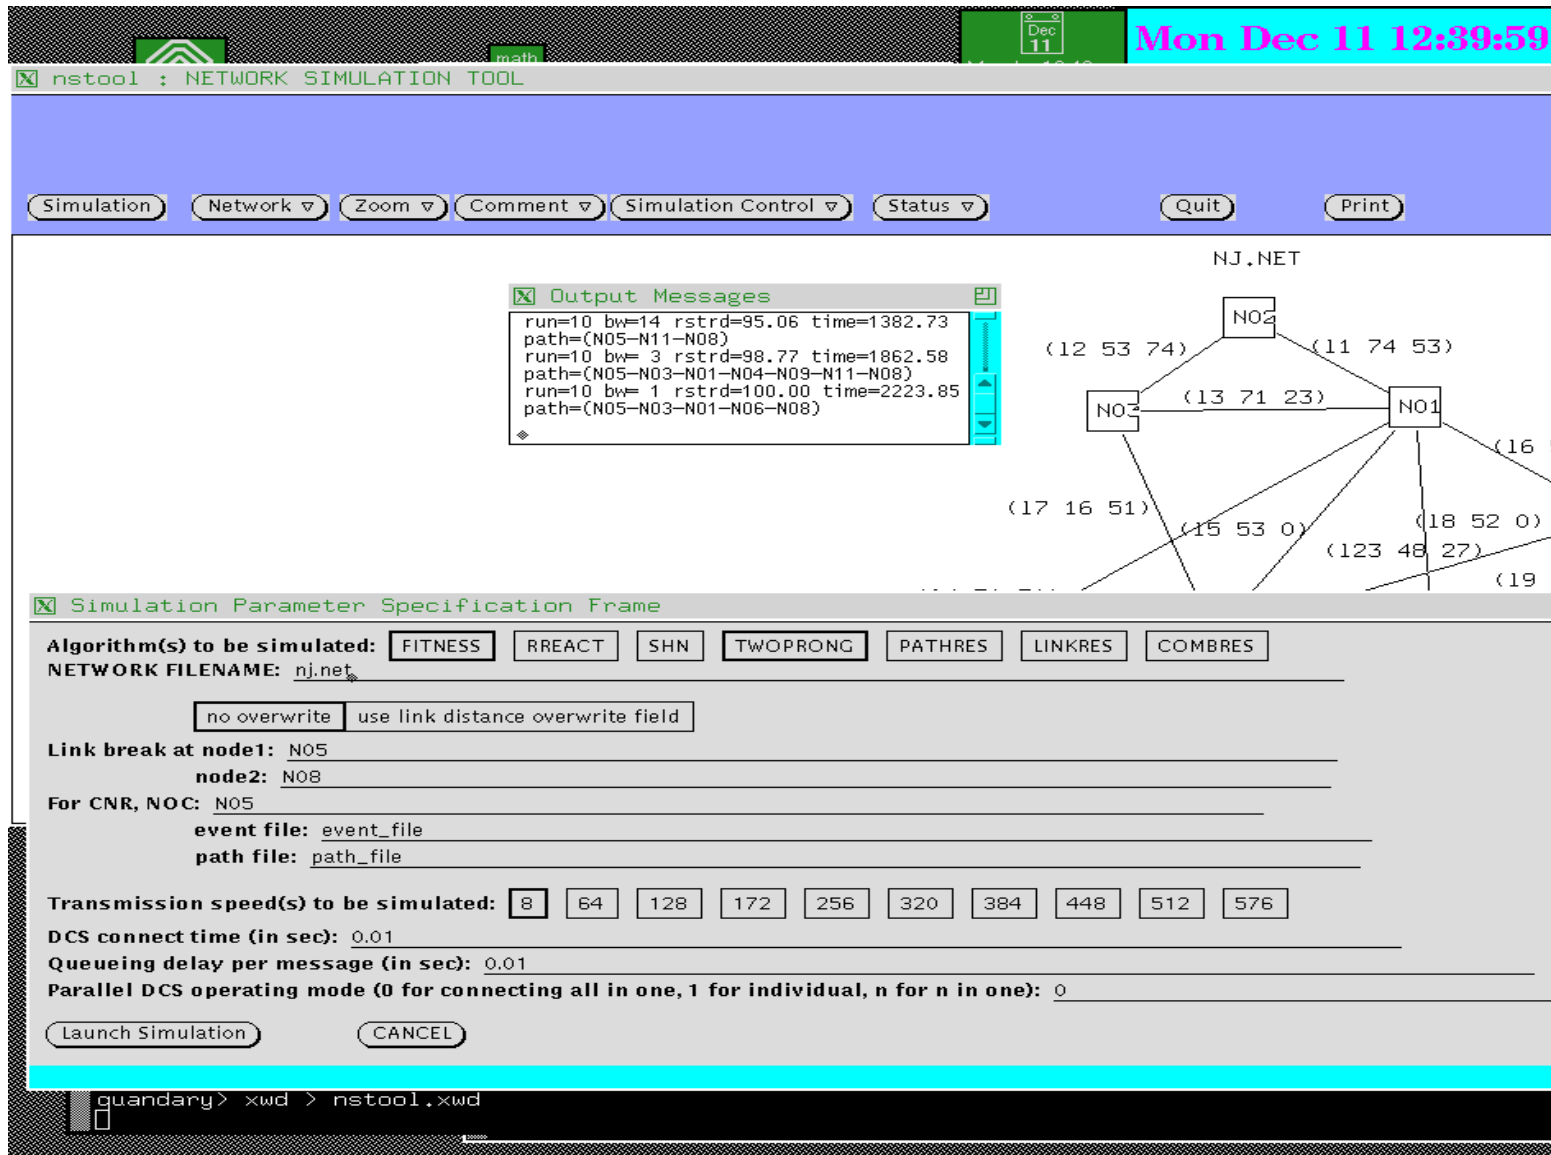 Dec
11
Mon Dec 11 12:39:59
math
nstool : NETWORK SIMULATION TOOL
Simulation Network Zoom Comment Simulation Control Status Quit Print
NJ.NET
Output Messages
run=10 bw=14 rstrd=95.06 time=1382.73
path=(N05-N11-N08)
run=10 bw= 3 rstrd=98.77 time=1862.58
path=(N05-N03-N01-N04-N09-N11-N08)
run=10 bw= 1 rstrd=100.00 time=2223.85
path=(N05-N03-N01-N06-N08)
N02
(12 53 74)
(11 74 53)
(13 71 23)
N03
N01
(16
(17 16 51)
(15 53 0)
(18 52 0)
(123 48 27)
(19
Simulation Parameter Specification Frame
Algorithm(s) to be simulated: FITNESS RREACT SHN TWOPRONG PATHRES LINKRES COMBRES
NETWORK FILENAME: nj.net
no overwrite use link distance overwrite field
Link break at node1: N05
node2: N08
For CNR, NOC: N05
event file: event_file
path file: path_file
Transmission speed(s) to be simulated: 8 64 128 172 256 320 384 448 512 576
DCS connect time (in sec): 0.01
Queueing delay per message (in sec): 0.01
Parallel DCS operating mode (0 for connecting all in one, 1 for individual, n for n in one): 0
Launch Simulation CANCEL
quandary> xwd > nstool.xwd